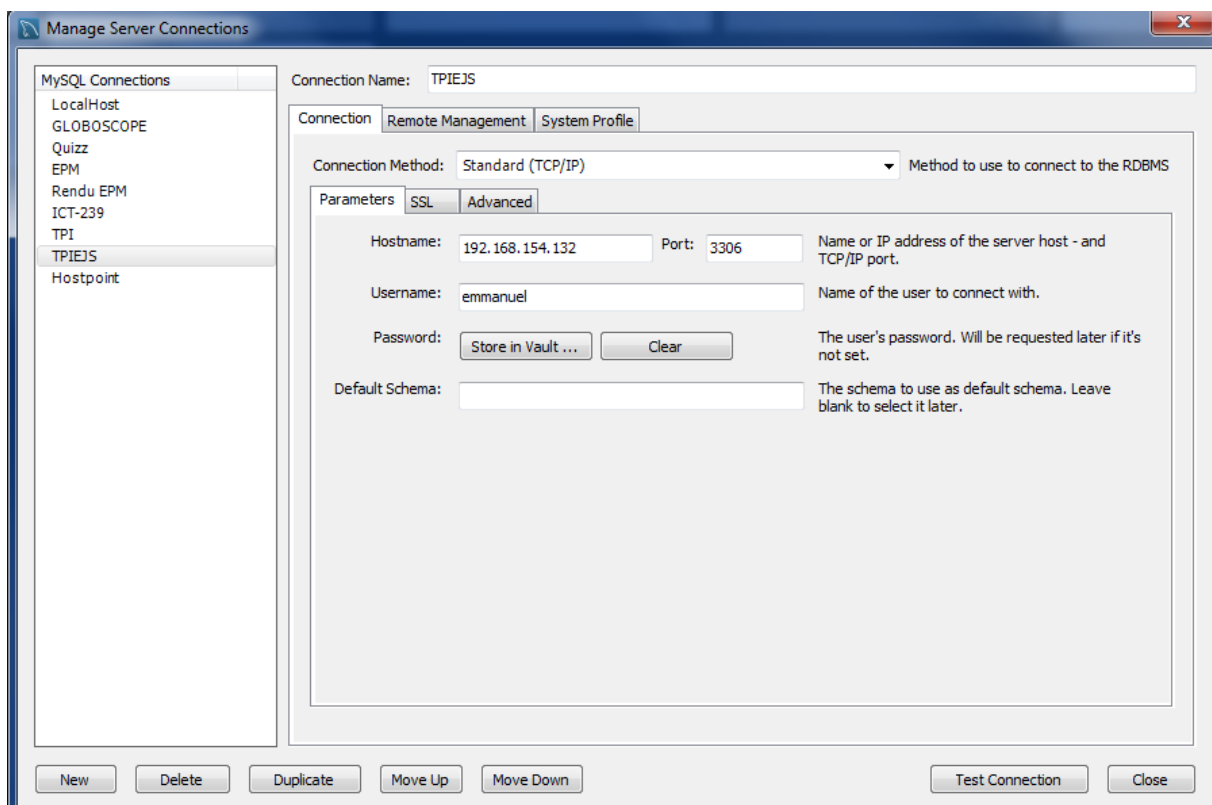 Manage Server Connections
MySQL Connections
LocalHost
GLOBOSCOPE
Quizz
EPM
Rendu EPM
ICT-239
TPI
TPIEJS
Hostpoint
Connection Name: TPIEJS
Connection Remote Management System Profile
Connection Method: Standard (TCP/IP) Method to use to connect to the RDBMS
Parameters SSL Advanced
Hostname: 192.168.154.132 Port: 3306 Name or IP address of the server host - and
TCP/IP port.
Username: emmanuel Name of the user to connect with.
Password: Store in Vault ... Clear The user's password. Will be requested later if it's
not set.
Default Schema: The schema to use as default schema. Leave
blank to select it later.
New Delete Duplicate Move Up Move Down Test Connection Close